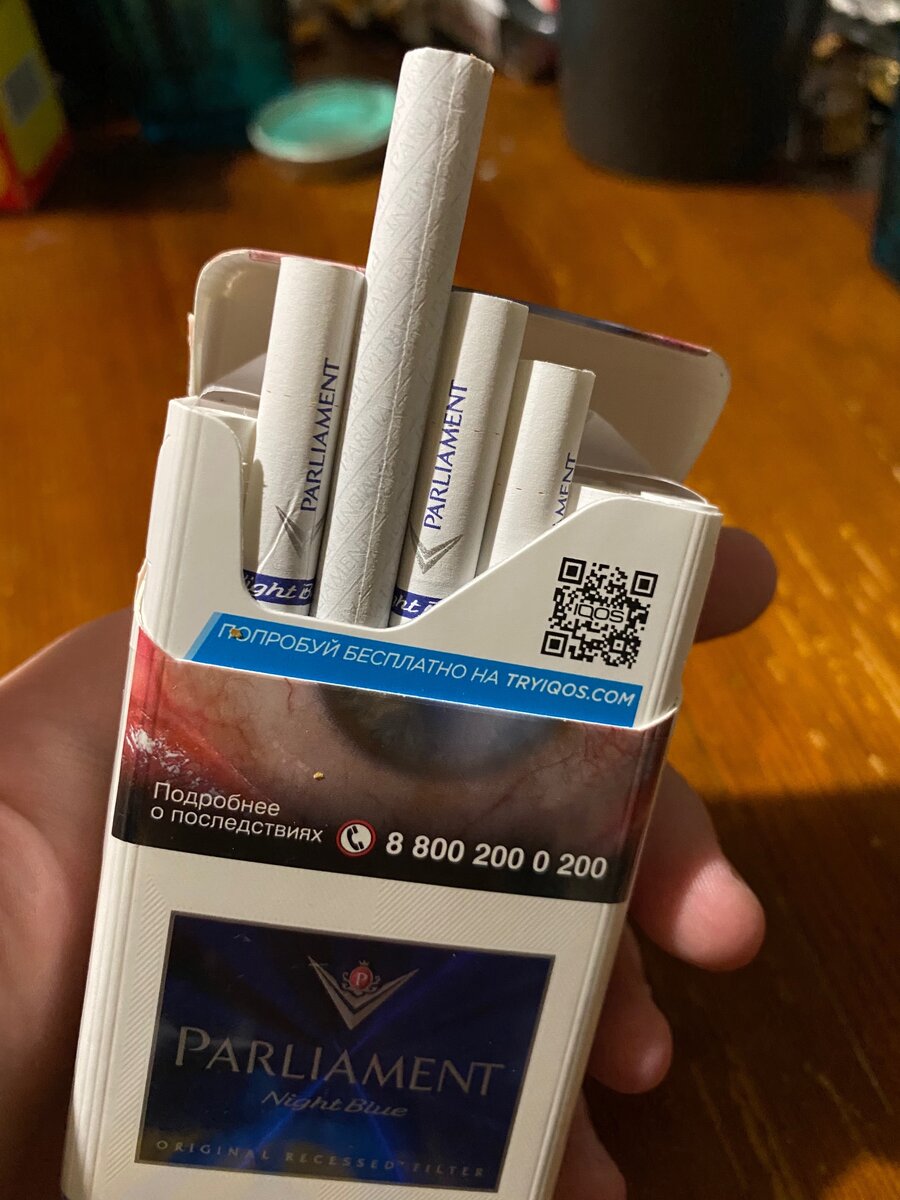 PARLIAMENT
PARLIAMENT
IQOS
ПОПРОБУЙ БЕСПЛАТНО НА TRYIQOS.COM
Подробнее
о последствиях
8 800 200 0 200
P
PARLIAMENT
Night Blue
ORIGINAL RECESSED FILTER